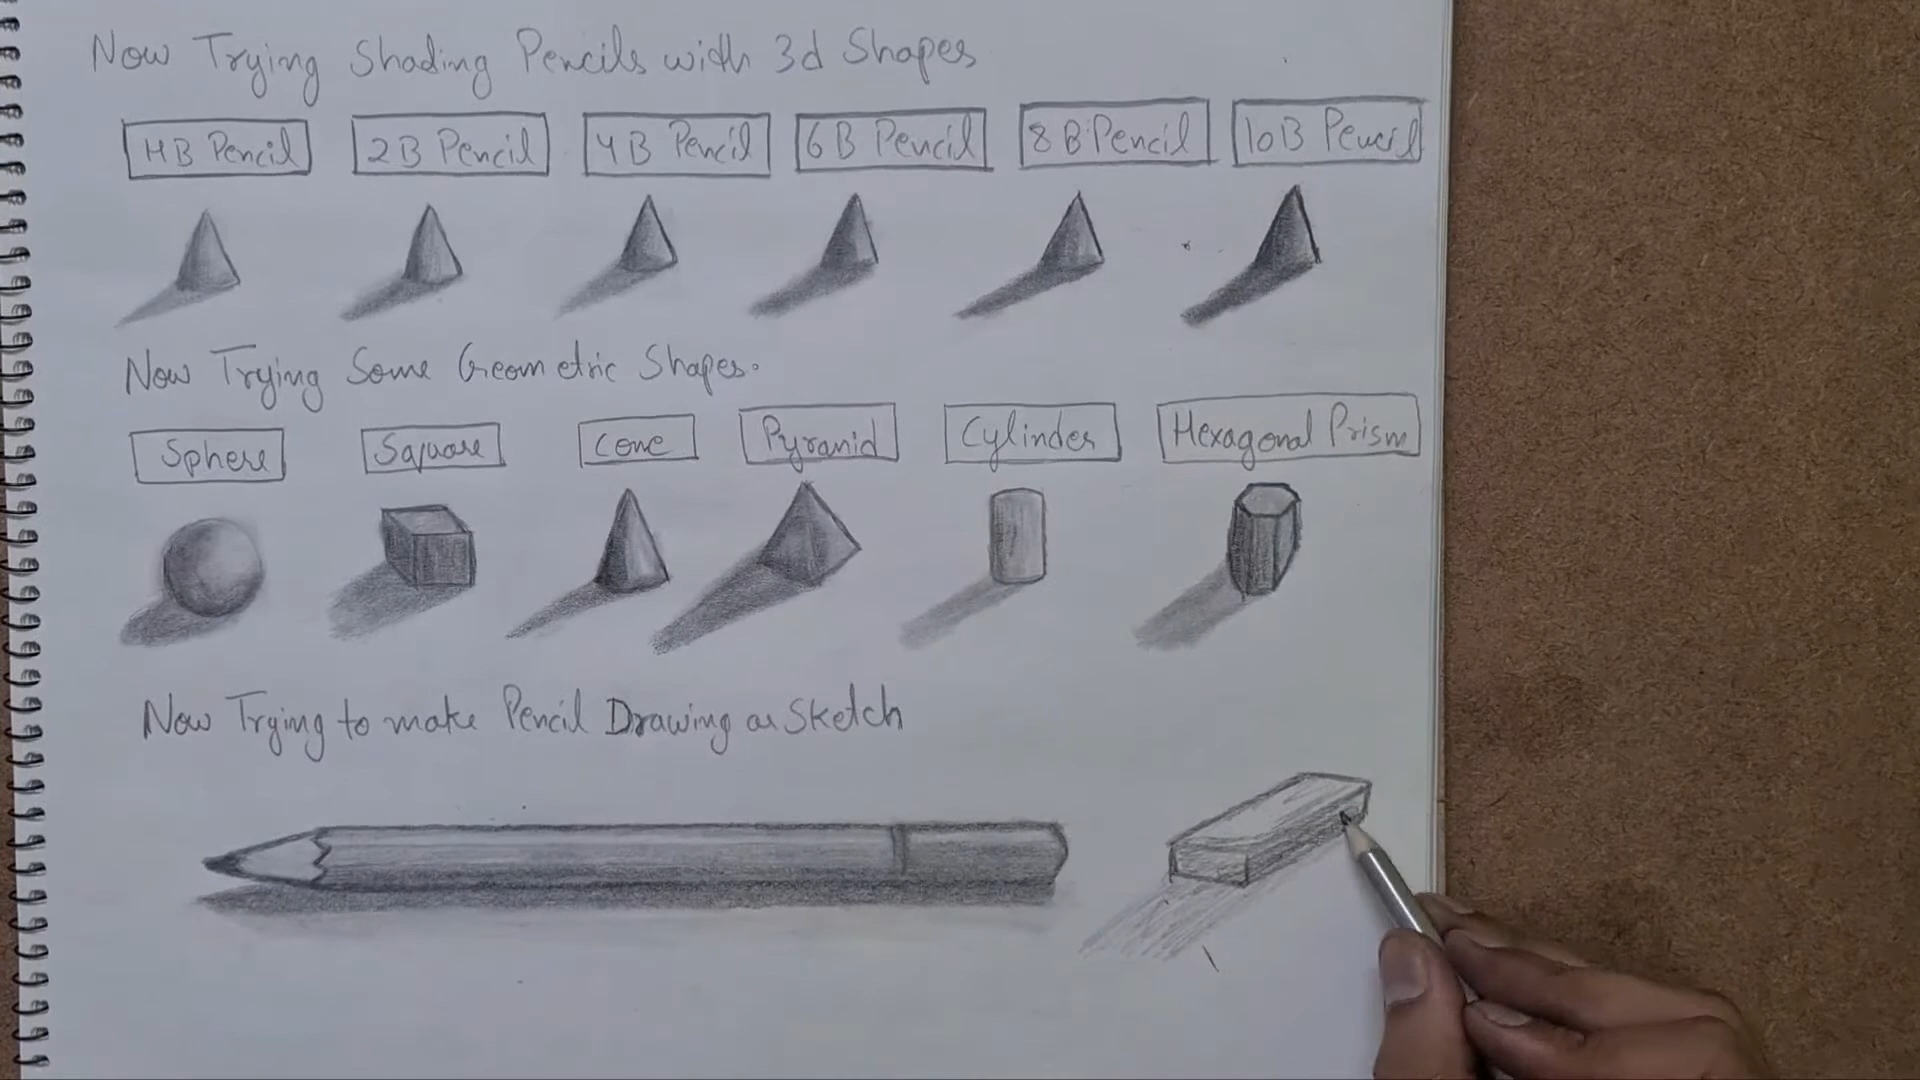 Now Trying Shading Pencils with 3d Shapes
HB Pencil 2B Pencil 4B Pencil 6B Pencil 8B Pencil 10B Pencil
Now Trying Some Geometric Shapes.
Sphere Square Cone Pyramid Cylinder Hexagonal Prism
Now Trying to make Pencil Drawing as Sketch